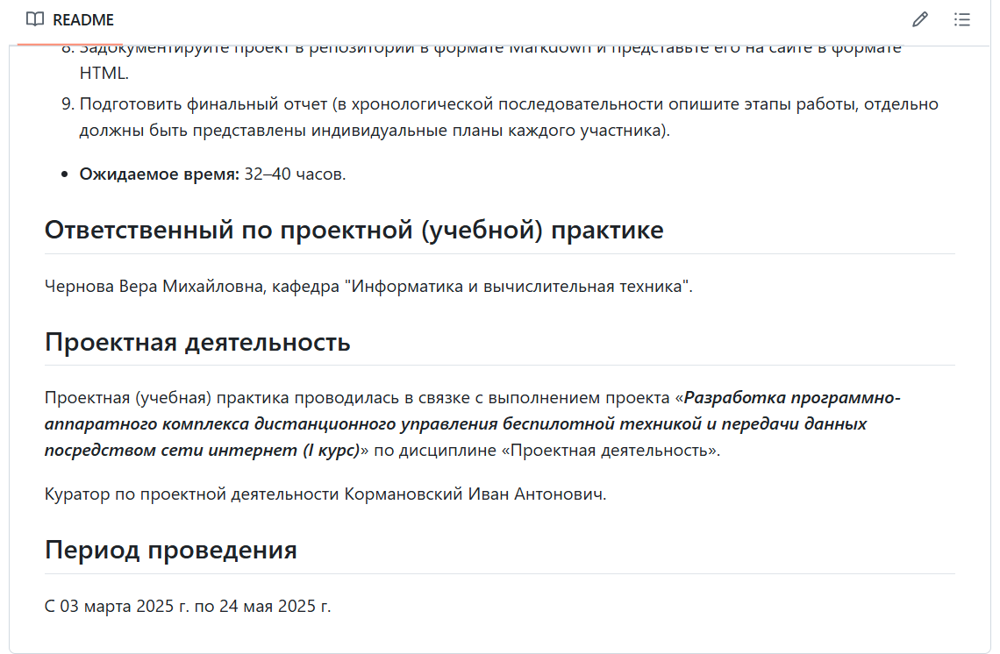 README
8. Задокументируйте проект в репозитории в формате Markdown и представьте его на сайте в формате
HTML.
9. Подготовить финальный отчет (в хронологической последовательности опишите этапы работы, отдельно
должны быть представлены индивидуальные планы каждого участника).
• Ожидаемое время: 32–40 часов.
Ответственный по проектной (учебной) практике
Чернова Вера Михайловна, кафедра "Информатика и вычислительная техника".
Проектная деятельность
Проектная (учебная) практика проводилась в связке с выполнением проекта «Разработка программно-
аппаратного комплекса дистанционного управления беспилотной техникой и передачи данных
посредством сети интернет (I курс)» по дисциплине «Проектная деятельность».
Куратор по проектной деятельности Кормановский Иван Антонович.
Период проведения
С 03 марта 2025 г. по 24 мая 2025 г.